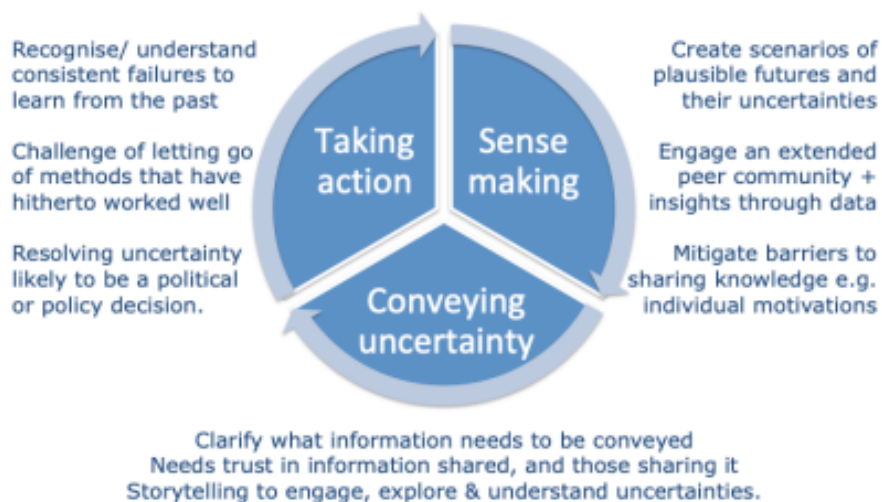 Recognise/ understand
consistent failures to
learn from the past
Challenge of letting go
of methods that have
hitherto worked well
Resolving uncertainty
likely to be a political
or policy decision.
Taking
action
Sense
making
Conveying
uncertainty
Create scenarios of
plausible futures and
their uncertainties
Engage an extended
peer community +
insights through data
Mitigate barriers to
sharing knowledge e.g.
individual motivations
Clarify what information needs to be conveyed
Needs trust in information shared, and those sharing it
Storytelling to engage, explore & understand uncertainties.